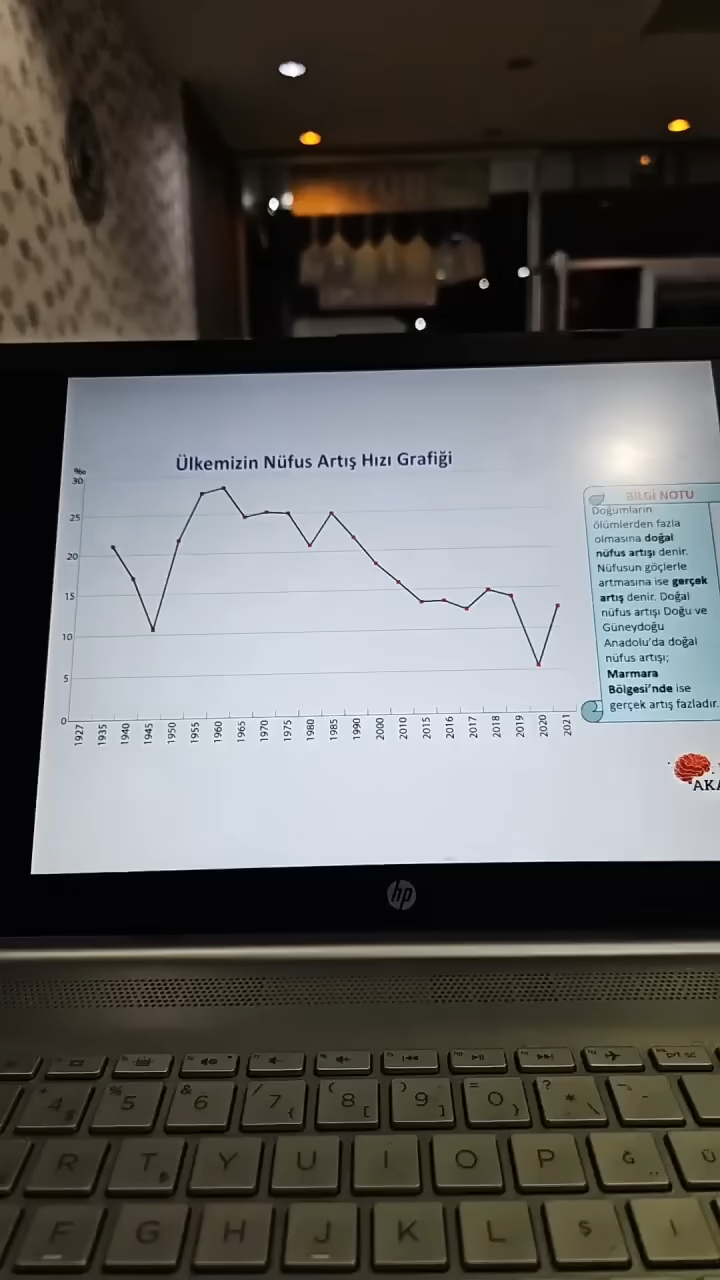 Ülkemizin Nüfus Artış Hızı Grafiği
‰
30
25
20
15
10
5
0
1927
1935
1940
1945
1950
1955
1960
1965
1970
1975
1980
1985
1990
2000
2010
2015
2016
2017
2018
2019
2020
2021
BİLGİ NOTU
Doğumların
ölümlerden fazla
olmasına doğal
nüfus artışı denir.
Nüfusun göçlerle
artmasına ise gerçek
artış denir. Doğal
nüfus artışı Doğu ve
Güneydoğu
Anadolu'da doğal
nüfus artışı;
Marmara
Bölgesi'nde ise
gerçek artış fazladır.
AKA
hp
prt sc
4 $ % 5 & 6 / 7 { ( 8 [ ) 9 ] = 0 } ? * \ -
R T Y U I O P Ğ Ü
F G H J K L Ş İ